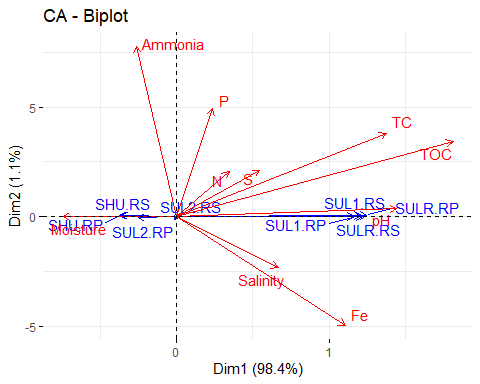 CA - Biplot
Ammonia
P
TC
TOC
N
S
SHU.RS
SUL2.RS
SUL1.RS
SULR.RP
SHU.RP
Moisture
SUL2.RP
SUL1.RP
pH
SULR.RS
Salinity
Fe
5
0
-5
Dim2 (1.1%)
0
1
Dim1 (98.4%)